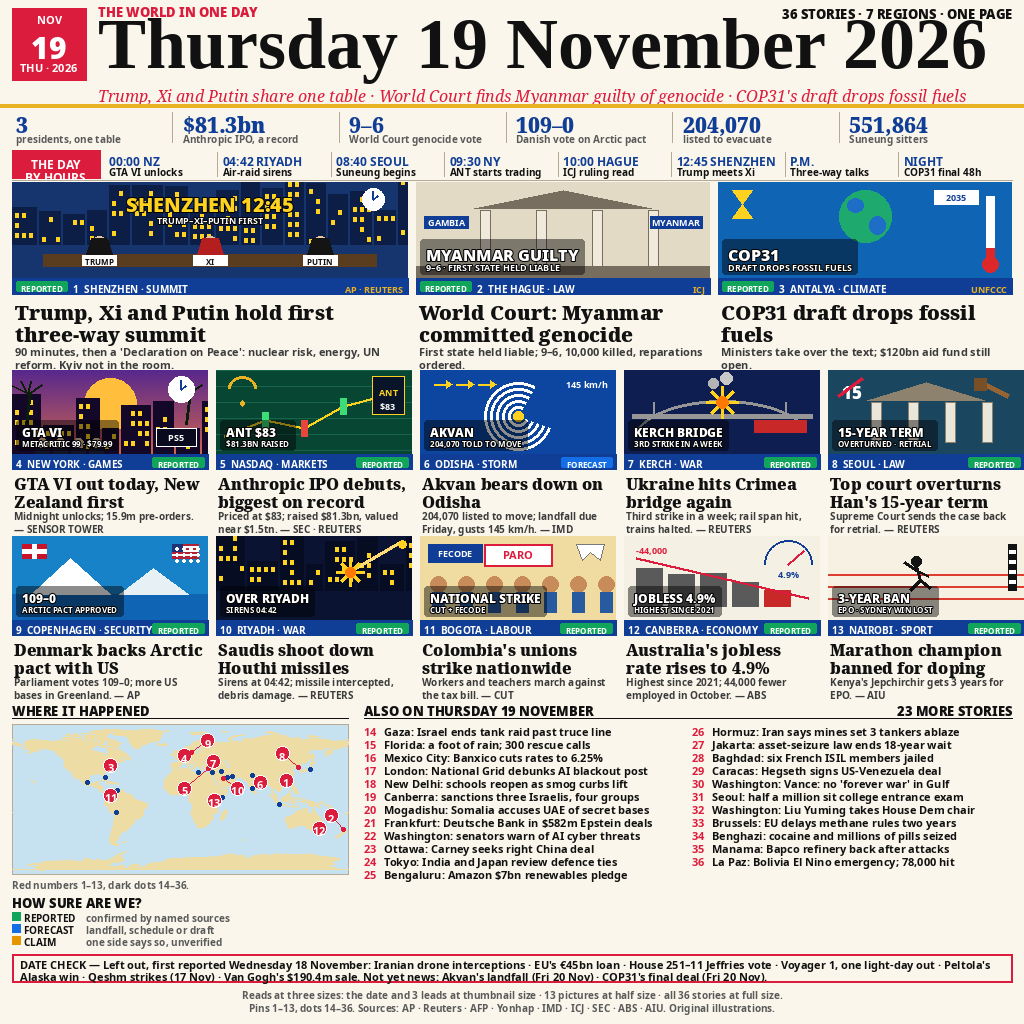 NOV
19
THU · 2026
THE WORLD IN ONE DAY
36 STORIES · 7 REGIONS · ONE PAGE
Thursday 19 November 2026
Trump, Xi and Putin share one table · World Court finds Myanmar guilty of genocide · COP31's draft drops fossil fuels
3
presidents, one table
$81.3bn
Anthropic IPO, a record
9–6
World Court genocide vote
109–0
Danish vote on Arctic pact
204,070
listed to evacuate
551,864
Suneung sitters
THE DAY
BY HOURS
00:00 NZ
GTA VI unlocks
04:42 RIYADH
Air-raid sirens
08:40 SEOUL
Suneung begins
09:30 NY
ANT starts trading
10:00 HAGUE
ICJ ruling read
12:45 SHENZHEN
Trump meets Xi
P.M.
Three-way talks
NIGHT
COP31 final 48h
SHENZHEN 12:45
TRUMP–XI–PUTIN FIRST
TRUMP
XI
PUTIN
REPORTED 1 SHENZHEN · SUMMIT AP · REUTERS
GAMBIA
MYANMAR
MYANMAR GUILTY
9–6 · FIRST STATE HELD LIABLE
REPORTED 2 THE HAGUE · LAW ICJ
2035
COP31
DRAFT DROPS FOSSIL FUELS
REPORTED 3 ANTALYA · CLIMATE UNFCCC
Trump, Xi and Putin hold first
three-way summit
90 minutes, then a 'Declaration on Peace': nuclear risk, energy, UN
reform. Kyiv not in the room.
World Court: Myanmar
committed genocide
First state held liable; 9–6, 10,000 killed, reparations
ordered.
COP31 draft drops fossil
fuels
Ministers take over the text; $120bn aid fund still
open.
GTA VI
METACRITIC 99; $79.99
PS5
4 NEW YORK · GAMES REPORTED
ANT
$83
ANT $83
$81.3BN RAISED
5 NASDAQ · MARKETS REPORTED
145 km/h
AKVAN
204,070 TOLD TO MOVE
6 ODISHA · STORM FORECAST
KERCH BRIDGE
3RD STRIKE IN A WEEK
7 KERCH · WAR REPORTED
15
15-YEAR TERM
OVERTURNED · RETRIAL
8 SEOUL · LAW REPORTED
GTA VI out today, New
Zealand first
Midnight unlocks; 15.9m pre-orders.
— SENSOR TOWER
Anthropic IPO debuts,
biggest on record
Priced at $83; raised $81.3bn, valued
near $1.5tn. — SEC · REUTERS
Akvan bears down on
Odisha
204,070 listed to move; landfall due
Friday, gusts 145 km/h. — IMD
Ukraine hits Crimea
bridge again
Third strike in a week; rail span hit,
trains halted. — REUTERS
Top court overturns
Han's 15-year term
Supreme Court sends the case back
for retrial. — REUTERS
109–0
ARCTIC PACT APPROVED
9 COPENHAGEN · SECURITY REPORTED
OVER RIYADH
SIRENS 04:42
10 RIYADH · WAR REPORTED
FECODE
PARO
NATIONAL STRIKE
CUT + FECODE
11 BOGOTA · LABOUR REPORTED
-44,000
4.9%
JOBLESS 4.9%
HIGHEST SINCE 2021
12 CANBERRA · ECONOMY REPORTED
3-YEAR BAN
EPO · SYDNEY WIN LOST
13 NAIROBI · SPORT REPORTED
Denmark backs Arctic
pact with US
Parliament votes 109–0; more US
bases in Greenland. — AP
Saudis shoot down
Houthi missiles
Sirens at 04:42; missile intercepted,
debris damage. — REUTERS
Colombia's unions
strike nationwide
Workers and teachers march against
the tax bill. — CUT
Australia's jobless
rate rises to 4.9%
Highest since 2021; 44,000 fewer
employed in October. — ABS
Marathon champion
banned for doping
Kenya's Jepchirchir gets 3 years for
EPO. — AIU
WHERE IT HAPPENED
9
4
7
8
3
5
10
6
1
11
13
2
12
Red numbers 1–13, dark dots 14–36.
HOW SURE ARE WE?
REPORTED confirmed by named sources
FORECAST landfall, schedule or draft
CLAIM one side says so, unverified
ALSO ON THURSDAY 19 NOVEMBER
23 MORE STORIES
14 Gaza: Israel ends tank raid past truce line
15 Florida: a foot of rain; 300 rescue calls
16 Mexico City: Banxico cuts rates to 6.25%
17 London: National Grid debunks AI blackout post
18 New Delhi: schools reopen as smog curbs lift
19 Canberra: sanctions three Israelis, four groups
20 Mogadishu: Somalia accuses UAE of secret bases
21 Frankfurt: Deutsche Bank in $582m Epstein deals
22 Washington: senators warn of AI cyber threats
23 Ottawa: Carney seeks right China deal
24 Tokyo: India and Japan review defence ties
25 Bengaluru: Amazon $7bn renewables pledge
26 Hormuz: Iran says mines set 3 tankers ablaze
27 Jakarta: asset-seizure law ends 18-year wait
28 Baghdad: six French ISIL members jailed
29 Caracas: Hegseth signs US-Venezuela deal
30 Washington: Vance: no 'forever war' in Gulf
31 Seoul: half a million sit college entrance exam
32 Washington: Liu Yuming takes House Dem chair
33 Brussels: EU delays methane rules two years
34 Benghazi: cocaine and millions of pills seized
35 Manama: Bapco refinery back after attacks
36 La Paz: Bolivia El Nino emergency; 78,000 hit
DATE CHECK — Left out, first reported Wednesday 18 November: Iranian drone interceptions · EU's €45bn loan · House 251–11 Jeffries vote · Voyager 1, one light-day out · Peltola's
Alaska win · Qeshm strikes (17 Nov) · Van Gogh's $190.4m sale. Not yet news: Akvan's landfall (Fri 20 Nov) · COP31's final deal (Fri 20 Nov).
Reads at three sizes: the date and 3 leads at thumbnail size · 13 pictures at half size · all 36 stories at full size.
Pins 1–13, dots 14–36. Sources: AP · Reuters · AFP · Yonhap · IMD · ICJ · SEC · ABS · AIU. Original illustrations.